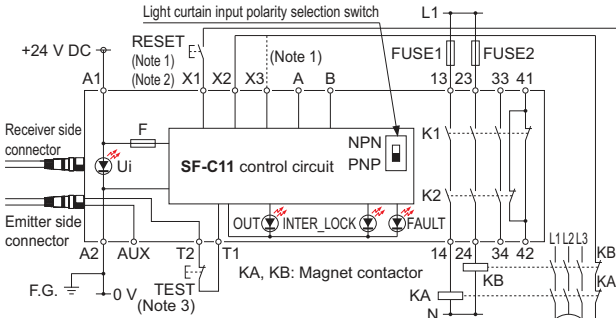 Light curtain input polarity selection switch
L1
+24 V DC
RESET
(Note 1)
(Note 2)
(Note 1)
FUSE1
FUSE2
A1
X1
X2
X3
A
B
13
23
33
41
Receiver side
connector
F
Ui
SF-C11 control circuit
NPN
PNP
K1
K2
Emitter side
connector
OUT
INTER_LOCK
FAULT
A2
AUX
T2
T1
14
24
34
42
L1
L2
L3
KB
KA
F.G.
0 V
TEST
(Note 3)
KA, KB: Magnet contactor
KB
KA
N